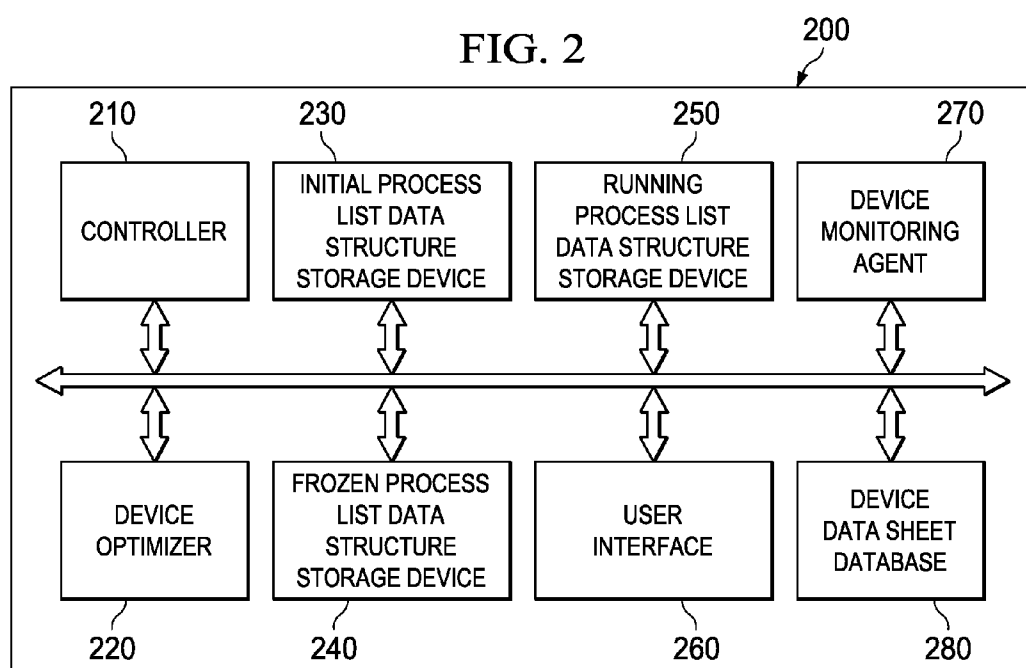 FIG. 2
200
210
230
250
270
CONTROLLER
INITIAL PROCESS
LIST DATA
STRUCTURE
STORAGE DEVICE
RUNNING
PROCESS LIST
DATA STRUCTURE
STORAGE DEVICE
DEVICE
MONITORING
AGENT
DEVICE
OPTIMIZER
FROZEN PROCESS
LIST DATA
STRUCTURE
STORAGE DEVICE
USER
INTERFACE
DEVICE
DATA SHEET
DATABASE
220
240
260
280